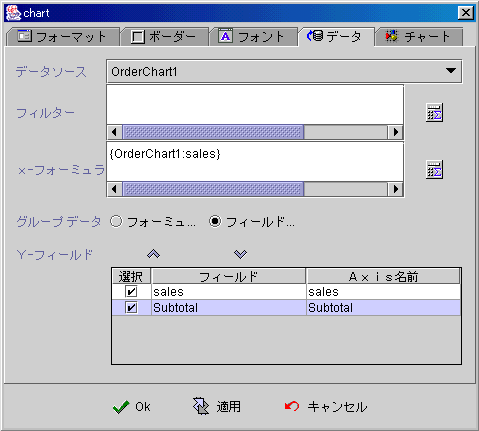 chart
フォーマット ボーダー フォント データ チャート
データソース OrderChart1
フィルター
x-フォーミュラ {OrderChart1:sales}
グループデータ フォーミュ... フィールド...
Y-フィールド
選択 フィールド Axis名前
sales sales
Subtotal Subtotal
Ok 適用 キャンセル